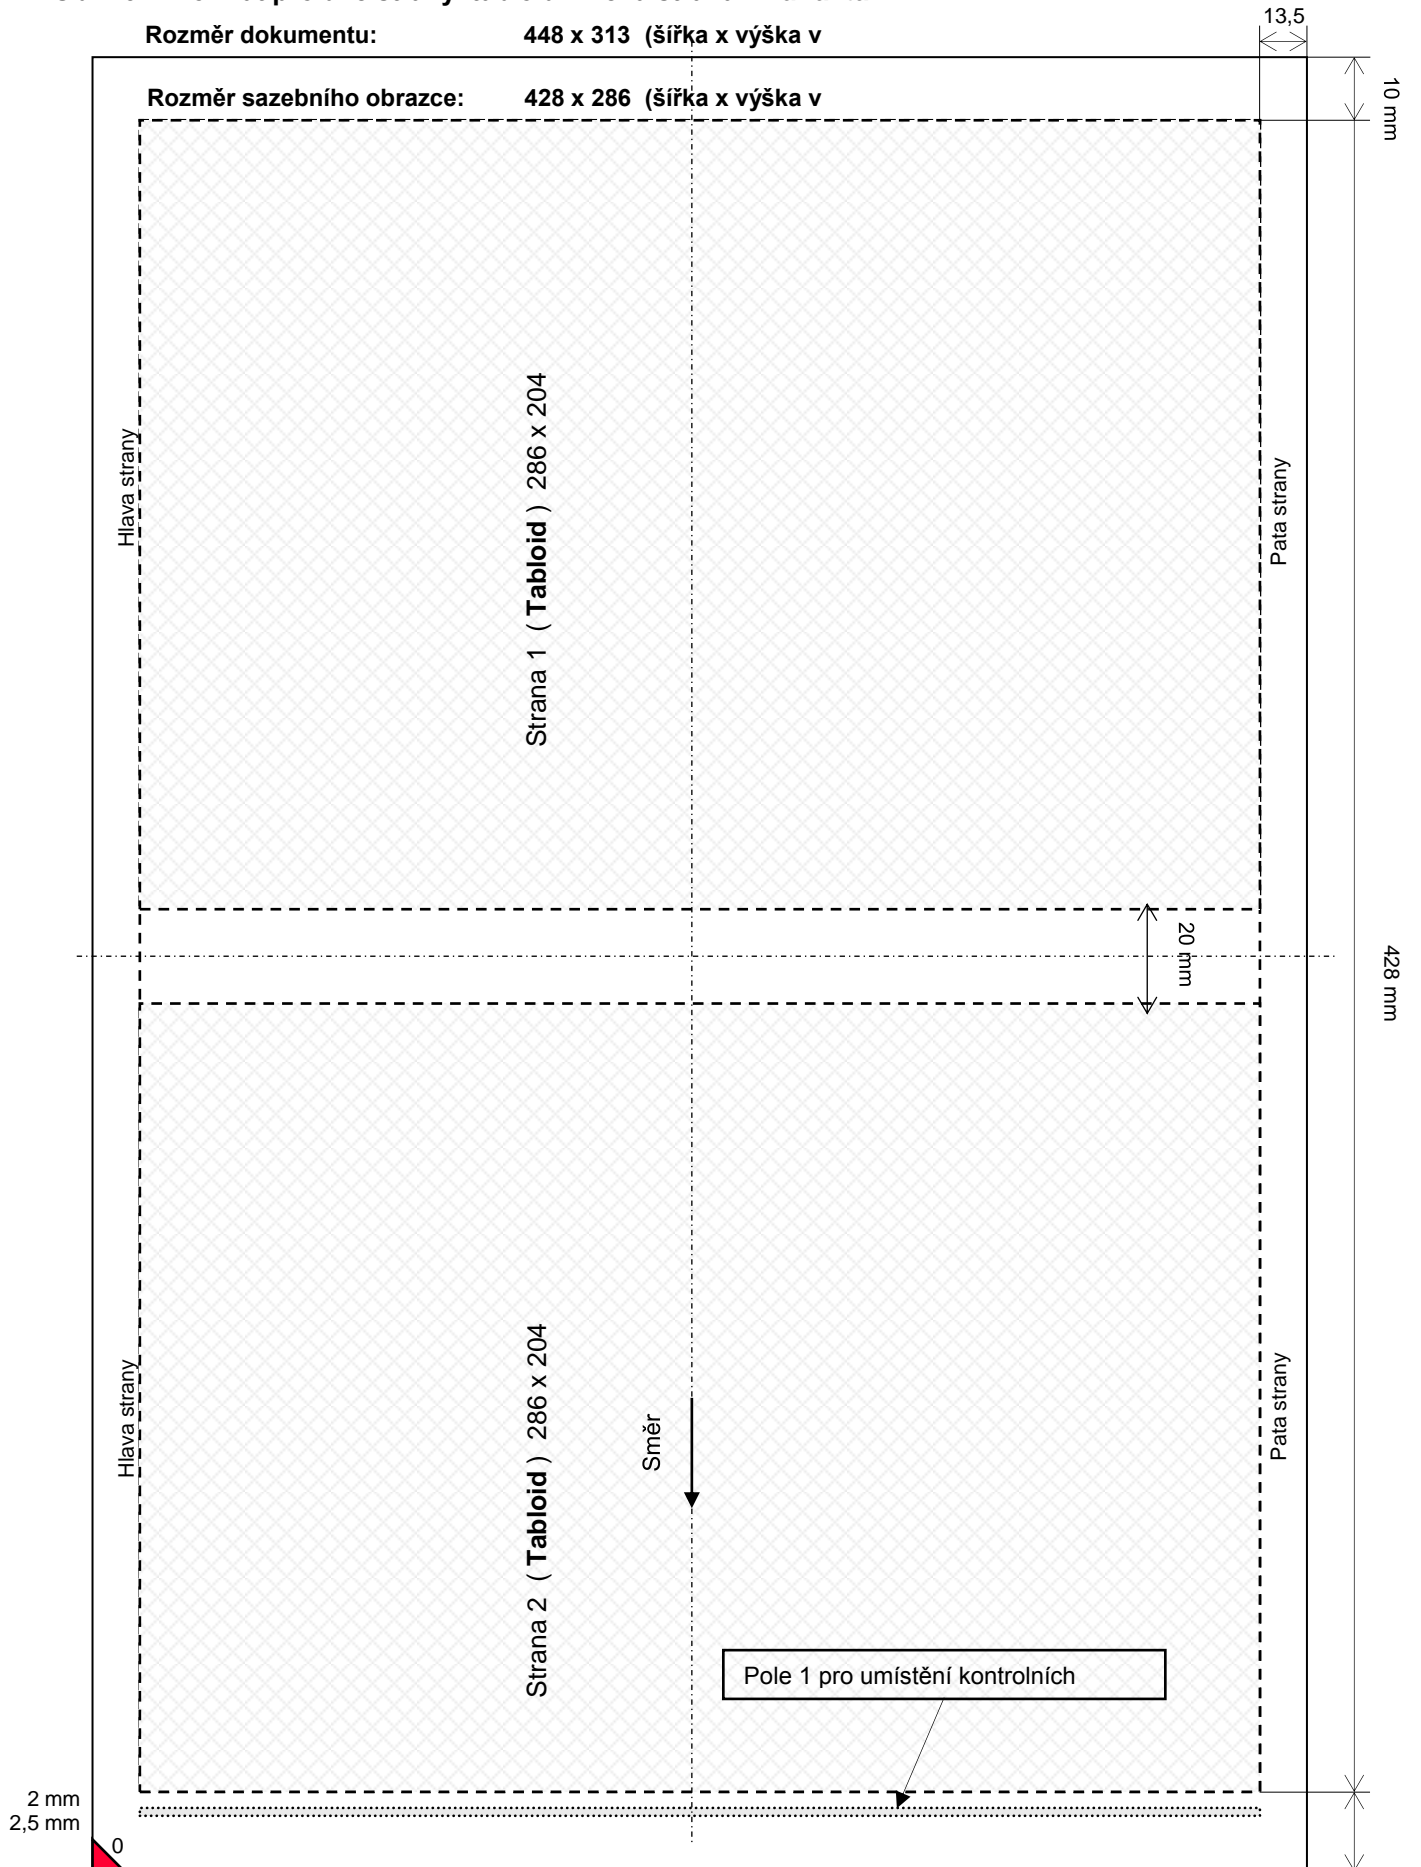 Rozměr dokumentu: 448 x 313 (šířka x výška v
13,5
Rozměr sazebního obrazce: 428 x 286 (šířka x výška v
10 mm
Hlava strany
Strana 1 ( Tabloid ) 286 x 204
Pata strany
20 mm
428 mm
Hlava strany
Strana 2 ( Tabloid ) 286 x 204
Směr
Pata strany
Pole 1 pro umístění kontrolních
2 mm
2,5 mm
0